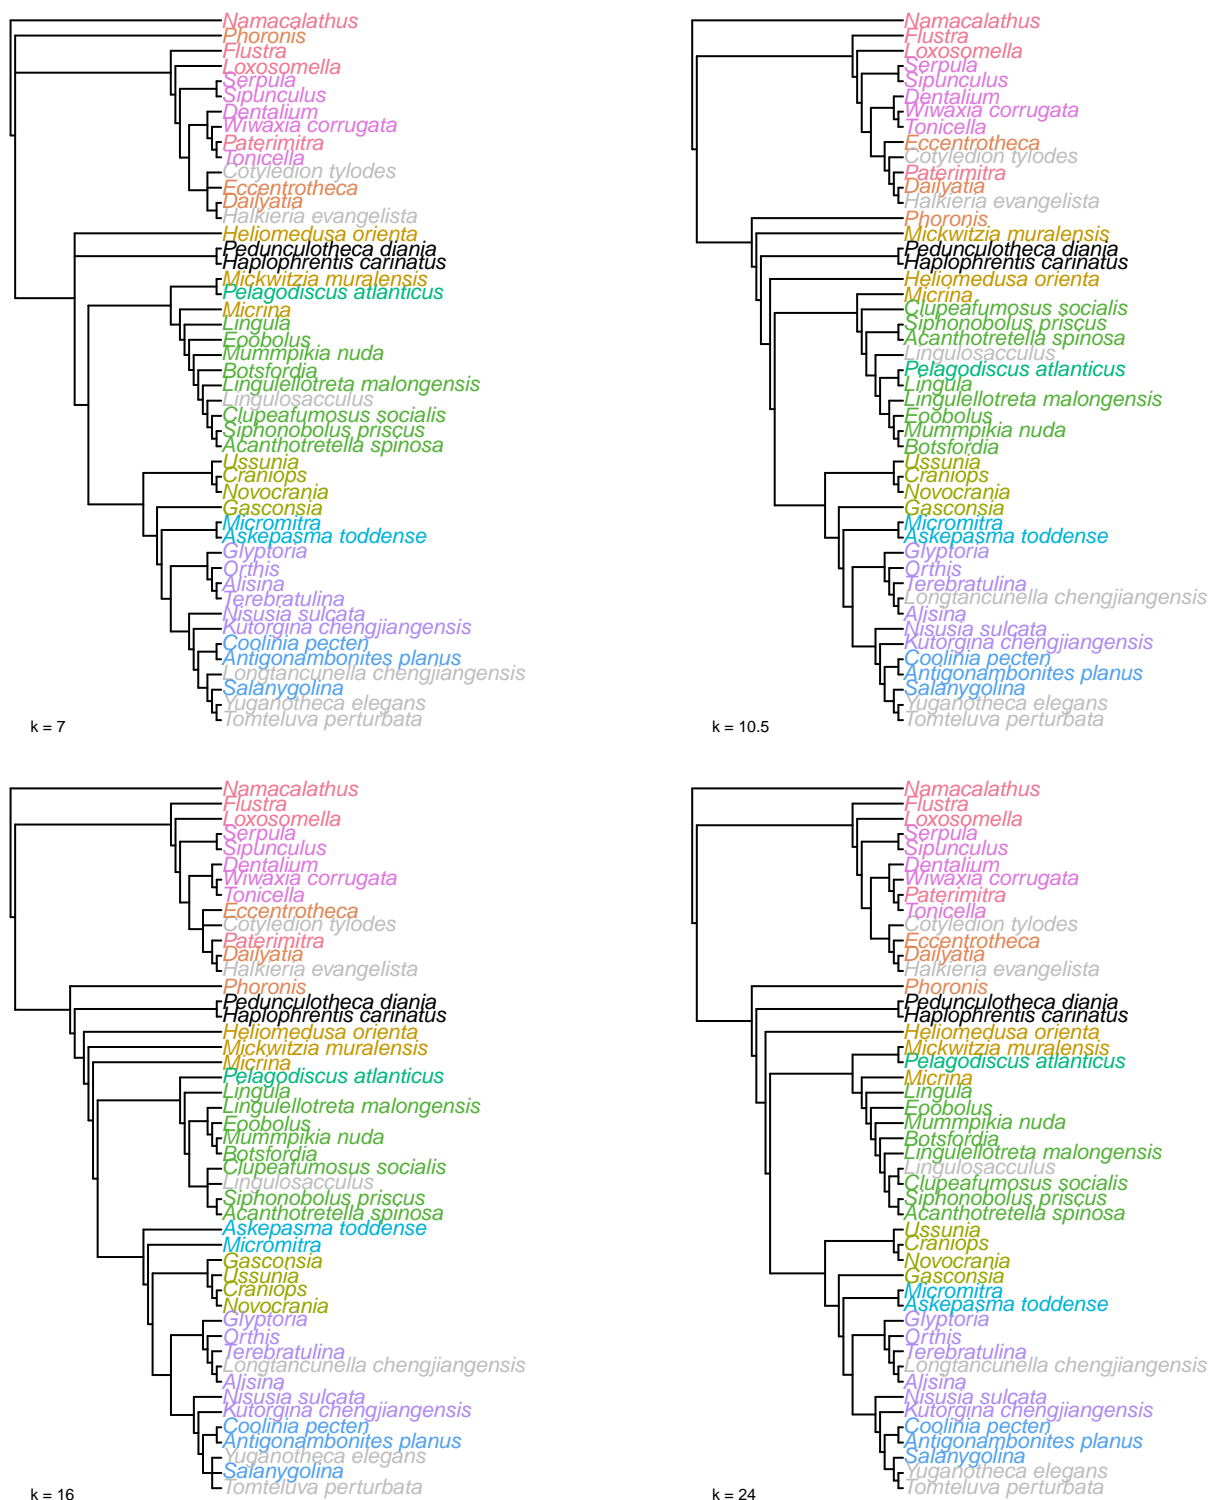 Namacalathus
Phoronis
Flustra
Loxosomella
Serpula
Sipunculus
Dentalium
Wiwaxia corrugata
Paterimitra
Tonicella
Cotyledion tylodes
Eccentrotheca
Dailyatia
Halkieria evangelista
Heliomedusa orienta
Pedunculotheca diania
Haplophrentis carinatus
Mickwitzia muralensis
Pelagodiscus atlanticus
Micrina
Lingula
Eoobolus
Mummpikia nuda
Botsfordia
Lingulellotreta malongensis
Lingulosacculus
Clupeafumosus socialis
Siphonobolus priscus
Acanthotretella spinosa
Ussunia
Craniops
Novocrania
Gasconsia
Micromitra
Askepasma toddense
Glyptoria
Orthis
Alisina
Terebratulina
Nisusia sulcata
Kutorgina chengjiangensis
Coolinia pecten
Antigonambonites planus
Longtancunella chengjiangensis
Salanygolina
Yuganotheca elegans
Tomteluva perturbata
k = 7
Namacalathus
Flustra
Loxosomella
Serpula
Sipunculus
Dentalium
Wiwaxia corrugata
Tonicella
Eccentrotheca
Cotyledion tylodes
Paterimitra
Dailyatia
Halkieria evangelista
Phoronis
Mickwitzia muralensis
Pedunculotheca diania
Haplophrentis carinatus
Heliomedusa orienta
Micrina
Clupeafumosus socialis
Siphonobolus priscus
Acanthotretella spinosa
Lingulosacculus
Pelagodiscus atlanticus
Lingula
Lingulellotreta malongensis
Eoobolus
Mummpikia nuda
Botsfordia
Ussunia
Craniops
Novocrania
Gasconsia
Micromitra
Askepasma toddense
Glyptoria
Orthis
Terebratulina
Longtancunella chengjiangensis
Alisina
Nisusia sulcata
Kutorgina chengjiangensis
Coolinia pecten
Antigonambonites planus
Salanygolina
Yuganotheca elegans
Tomteluva perturbata
k = 10.5
Namacalathus
Flustra
Loxosomella
Serpula
Sipunculus
Dentalium
Wiwaxia corrugata
Tonicella
Eccentrotheca
Cotyledion tylodes
Paterimitra
Dailyatia
Halkieria evangelista
Phoronis
Pedunculotheca diania
Haplophrentis carinatus
Heliomedusa orienta
Mickwitzia muralensis
Micrina
Pelagodiscus atlanticus
Lingula
Lingulellotreta malongensis
Eoobolus
Mummpikia nuda
Botsfordia
Clupeafumosus socialis
Lingulosacculus
Siphonobolus priscus
Acanthotretella spinosa
Askepasma toddense
Micromitra
Gasconsia
Ussunia
Craniops
Novocrania
Glyptoria
Orthis
Terebratulina
Longtancunella chengjiangensis
Alisina
Nisusia sulcata
Kutorgina chengjiangensis
Coolinia pecten
Antigonambonites planus
Yuganotheca elegans
Salanygolina
Tomteluva perturbata
k = 16
Namacalathus
Flustra
Loxosomella
Serpula
Sipunculus
Dentalium
Wiwaxia corrugata
Paterimitra
Tonicella
Cotyledion tylodes
Eccentrotheca
Dailyatia
Halkieria evangelista
Phoronis
Pedunculotheca diania
Haplophrentis carinatus
Heliomedusa orienta
Mickwitzia muralensis
Pelagodiscus atlanticus
Micrina
Lingula
Eoobolus
Mummpikia nuda
Botsfordia
Lingulellotreta malongensis
Lingulosacculus
Clupeafumosus socialis
Siphonobolus priscus
Acanthotretella spinosa
Ussunia
Craniops
Novocrania
Gasconsia
Micromitra
Askepasma toddense
Glyptoria
Orthis
Terebratulina
Longtancunella chengjiangensis
Alisina
Nisusia sulcata
Kutorgina chengjiangensis
Coolinia pecten
Antigonambonites planus
Salanygolina
Yuganotheca elegans
Tomteluva perturbata
k = 24